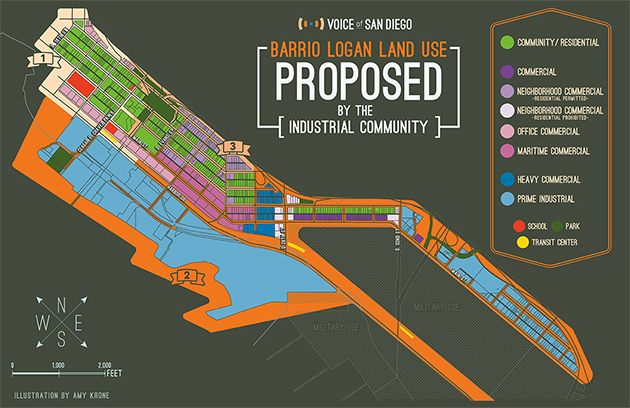 VOICE of SAN DIEGO
BARRIO LOGAN LAND USE
PROPOSED
BY THE
INDUSTRIAL COMMUNITY
COMMUNITY/ RESIDENTIAL
COMMERCIAL
NEIGHBORHOOD COMMERCIAL
-RESIDENTIAL PERMITTED-
NEIGHBORHOOD COMMERCIAL
-RESIDENTIAL PROHIBITED-
OFFICE COMMERCIAL
MARITIME COMMERCIAL
HEAVY COMMERCIAL
PRIME INDUSTRIAL
SCHOOL
PARK
TRANSIT CENTER
1
3
2
MILITARY USE
MILITARY USE
N
W E
S
0 1,000 2,000
FEET
ILLUSTRATION BY AMY KRONE